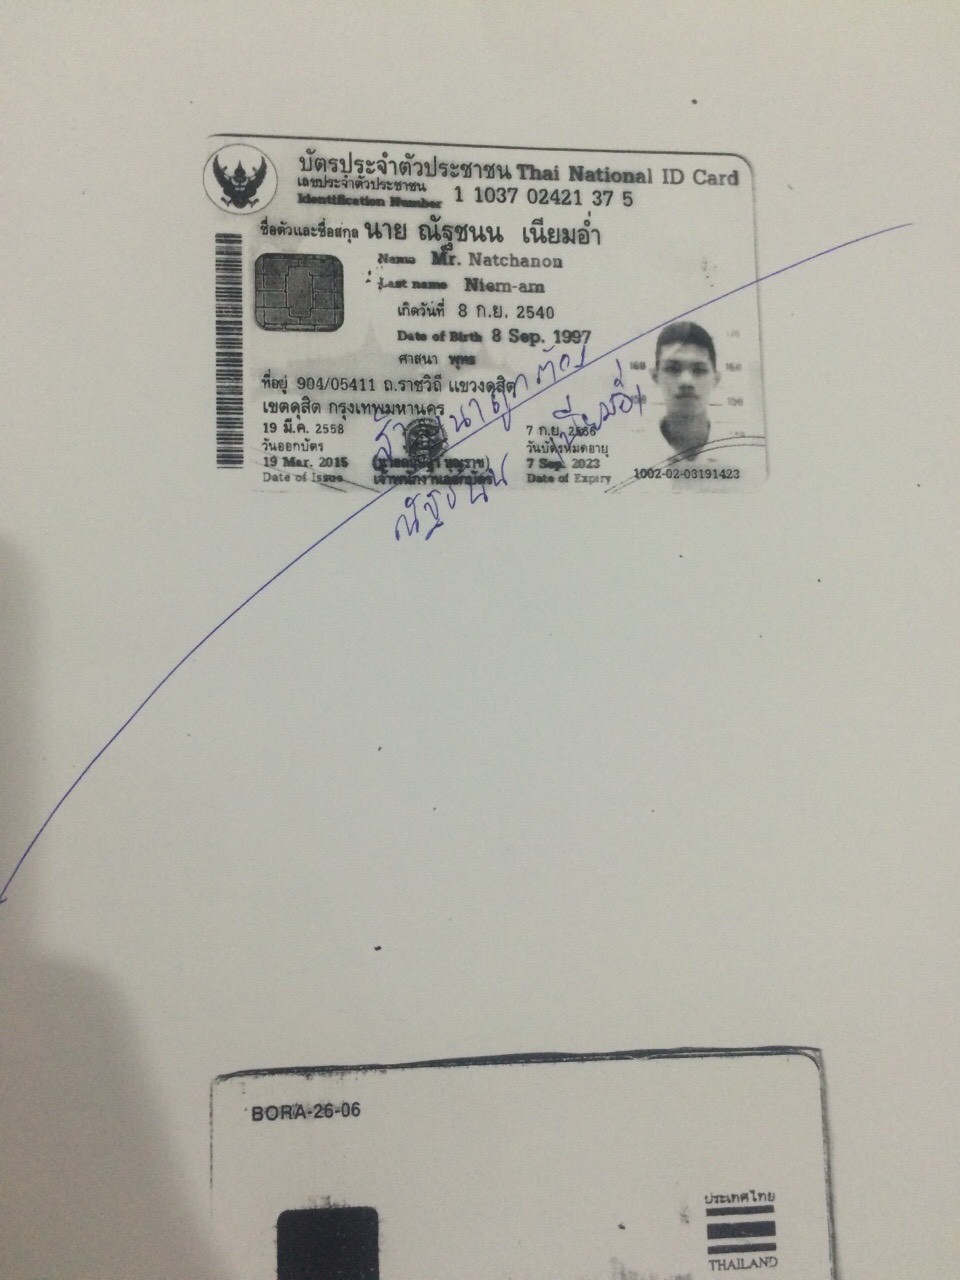 บัตรประจำตัวประชาชน Thai National ID Card
เลขประจำตัวประชาชน
Identification Number 1 1037 02421 37 5
ชื่อตัวและชื่อสกุล นาย ณัฐชนน เนียมอ่ำ
Name Mr. Natchanon
Last name Niem-am
เกิดวันที่ 8 ก.ย. 2540
Date of Birth 8 Sep. 1997
ศาสนา พุทธ
ที่อยู่ 904/05411 ถ.ราชวิถี แขวงดุสิต
เขตดุสิต กรุงเทพมหานคร
19 มี.ค. 2558
วันออกบัตร
19 Mar. 2015
Date of Issue
บุญราช)
เจ้าพนักงานออกบัตร
7 ก.ย. 2566
วันบัตรหมดอายุ
7 Sep. 2023
Date of Expiry
160 160
150 150
1002-02-03191423
สำเนาถูกต้อง
ณัฐชนน เนียมอ่ำ
BORA-26-06
ประเทศไทย
THAILAND